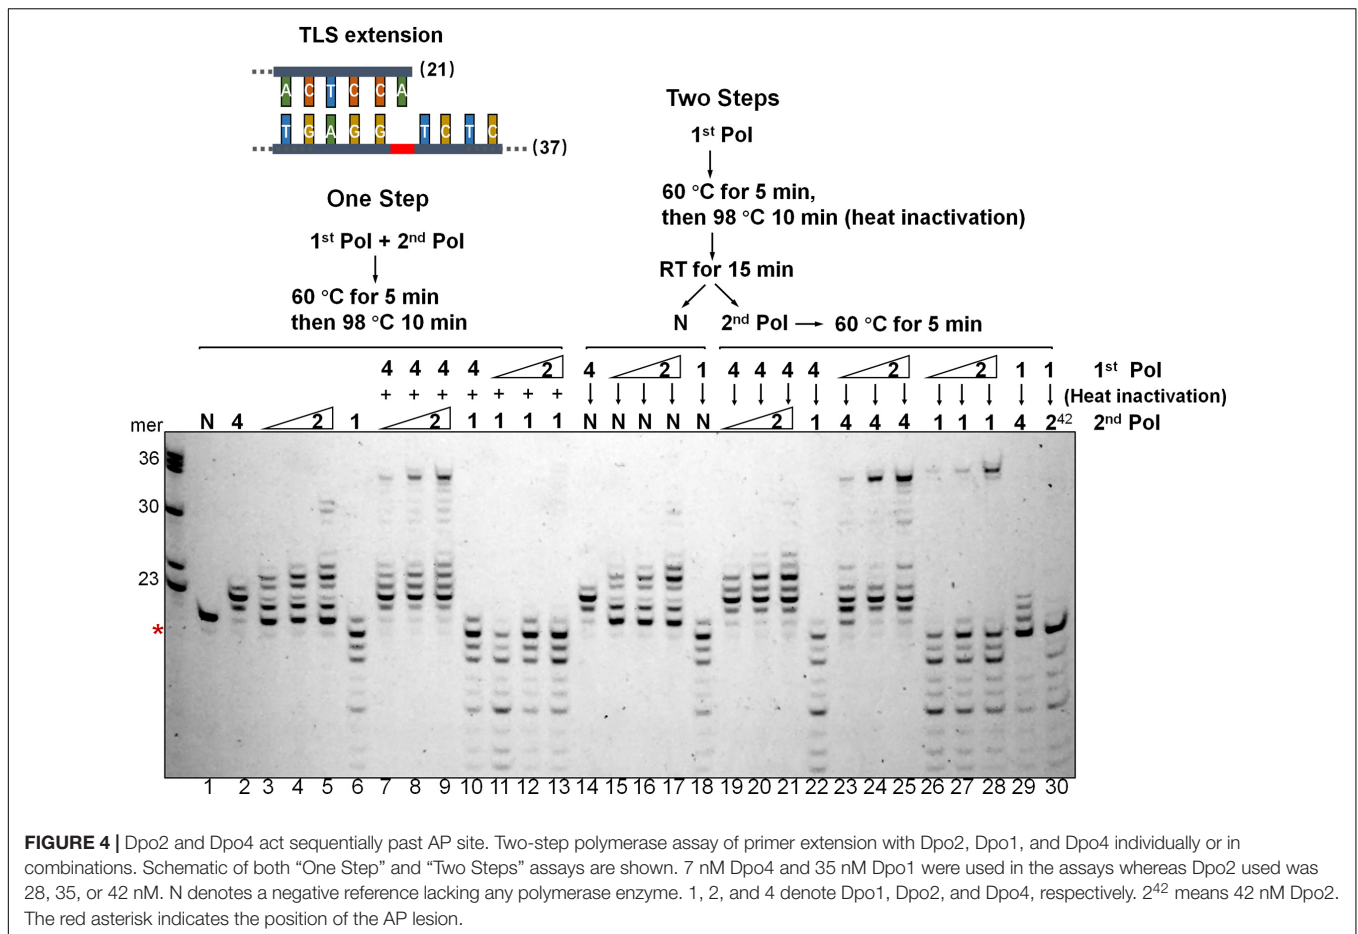 TLS extension
(21)
A C T C C A
T G A G G T C T C
(37)
One Step
1st Pol + 2nd Pol
60 °C for 5 min
then 98 °C 10 min
Two Steps
1st Pol
60 °C for 5 min,
then 98 °C 10 min (heat inactivation)
RT for 15 min
N 2nd Pol 60 °C for 5 min
4 4 4 4 2 4 2 1 4 4 4 4 2 2 1 1 1st Pol
+ + + + + + + (Heat inactivation)
mer N 4 2 1 2 1 1 1 1 N N N N N 2 1 4 4 4 1 1 1 4 2⁴² 2nd Pol
36
30
23
*
1 2 3 4 5 6 7 8 9 10 11 12 13 14 15 16 17 18 19 20 21 22 23 24 25 26 27 28 29 30
FIGURE 4 | Dpo2 and Dpo4 act sequentially past AP site. Two-step polymerase assay of primer extension with Dpo2, Dpo1, and Dpo4 individually or in
combinations. Schematic of both “One Step” and “Two Steps” assays are shown. 7 nM Dpo4 and 35 nM Dpo1 were used in the assays whereas Dpo2 used was
28, 35, or 42 nM. N denotes a negative reference lacking any polymerase enzyme. 1, 2, and 4 denote Dpo1, Dpo2, and Dpo4, respectively. 2⁴² means 42 nM Dpo2.
The red asterisk indicates the position of the AP lesion.